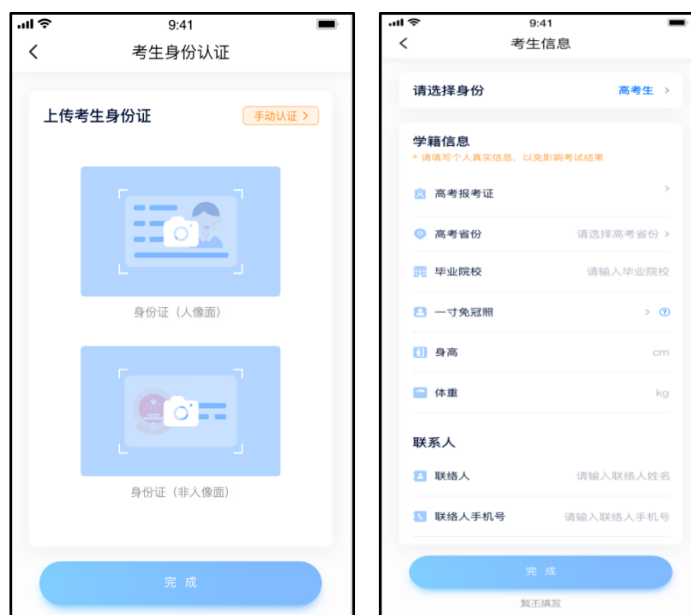 9:41
考生身份认证
上传考生身份证
手动认证 >
身份证（人像面）
身份证（非人像面）
完 成
9:41
考生信息
请选择身份 高考生 >
学籍信息
* 请填写个人真实信息，以免影响考试结果
高考报考证 >
高考省份 请选择高考省份 >
毕业院校 请输入毕业院校
一寸免冠照 >
身高 cm
体重 kg
联系人
联络人 请输入联络人姓名
联络人手机号 请输入联络人手机号
完 成
暂不填写